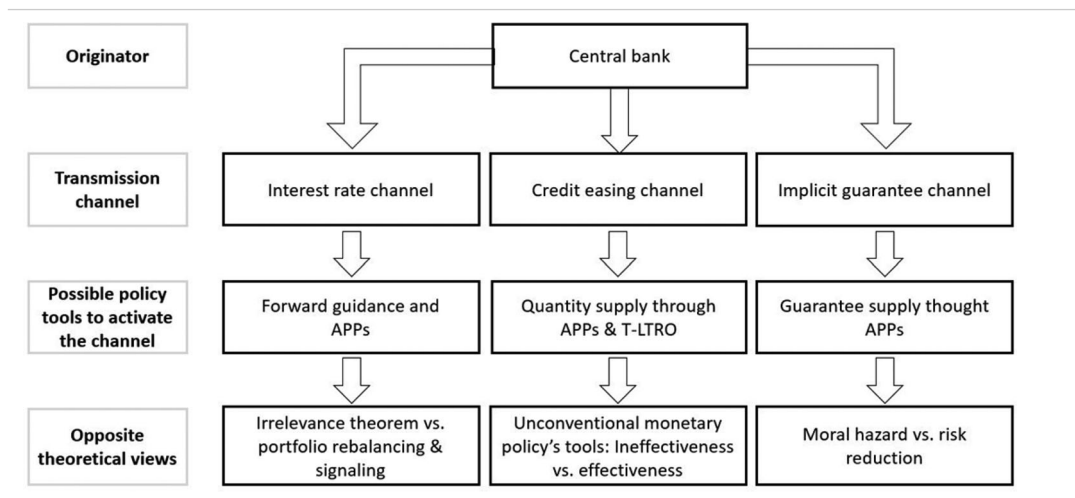 Originator
Central bank
Transmission
channel
Interest rate channel
Credit easing channel
Implicit guarantee channel
Possible policy
tools to activate
the channel
Forward guidance and
APPs
Quantity supply through
APPs & T-LTRO
Guarantee supply thought
APPs
Opposite
theoretical views
Irrelevance theorem vs.
portfolio rebalancing &
signaling
Unconventional monetary
policy's tools: Ineffectiveness
vs. effectiveness
Moral hazard vs. risk
reduction